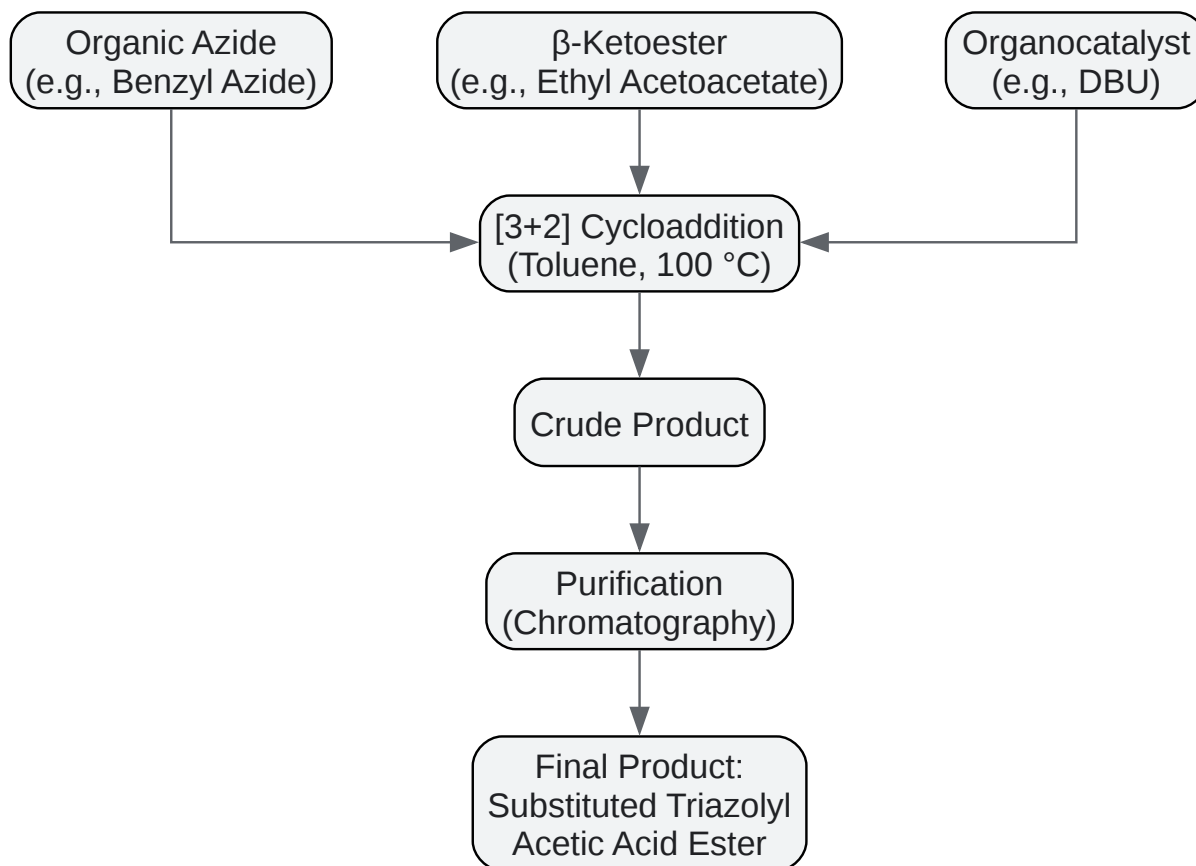 Organic Azide
(e.g., Benzyl Azide)
β-Ketoester
(e.g., Ethyl Acetoacetate)
Organocatalyst
(e.g., DBU)
[3+2] Cycloaddition
(Toluene, 100 °C)
Crude Product
Purification
(Chromatography)
Final Product:
Substituted Triazolyl
Acetic Acid Ester